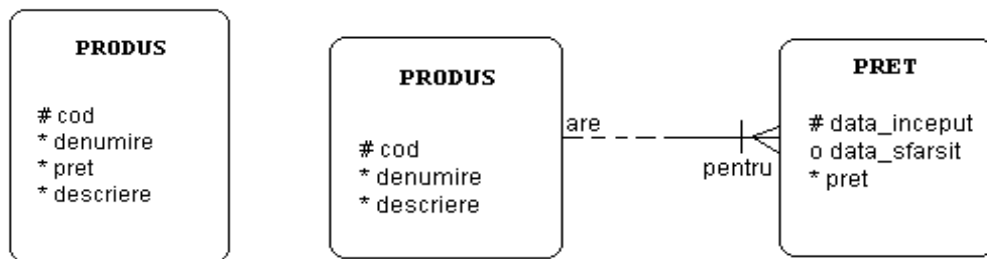 PRODUS
# cod
* denumire
* pret
* descriere
PRODUS
# cod
* denumire
* descriere
are
pentru
PRET
# data_inceput
o data_sfarsit
* pret